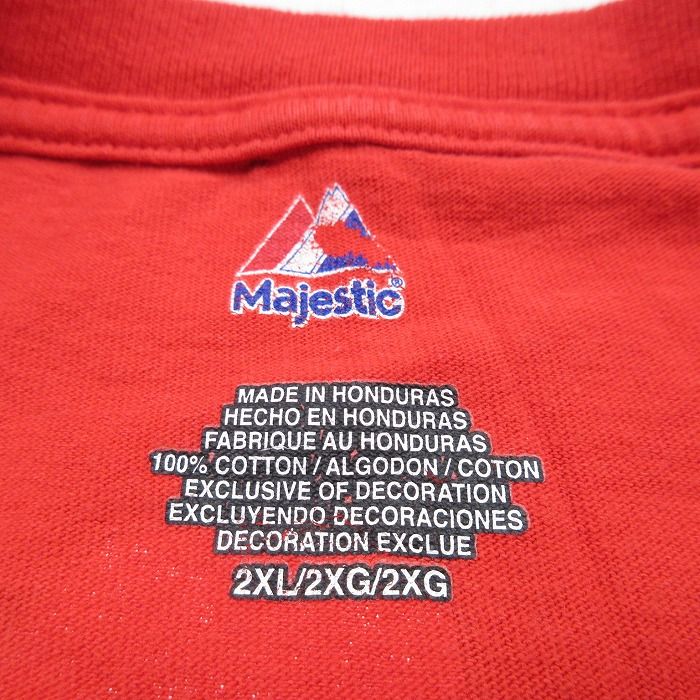 Majestic®
MADE IN HONDURAS
HECHO EN HONDURAS
FABRIQUE AU HONDURAS
100% COTTON / ALGODON / COTON
EXCLUSIVE OF DECORATION
EXCLUYENDO DECORACIONES
DECORATION EXCLUE
2XL/2XG/2XG